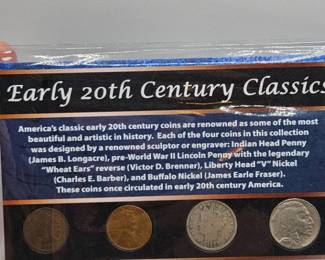 Early 20th Century Classics
America's classic early 20th century coins are renowned as some of the most
beautiful and artistic in history. Each of the four coins in this collection
was designed by a renowned sculptor or engraver: Indian Head Penny
(James B. Longacre), pre-World War II Lincoln Penny with the legendary
"Wheat Ears" reverse (Victor D. Brenner), Liberty Head "V" Nickel
(Charles E. Barber), and Buffalo Nickel (James Earle Fraser).
These coins once circulated in early 20th century America.